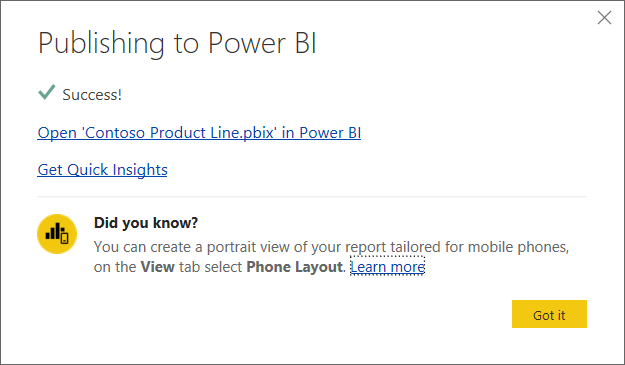 Publishing to Power BI
Success!
Open 'Contoso Product Line.pbix' in Power BI
Get Quick Insights
Did you know?
You can create a portrait view of your report tailored for mobile phones,
on the View tab select Phone Layout. Learn more
Got it